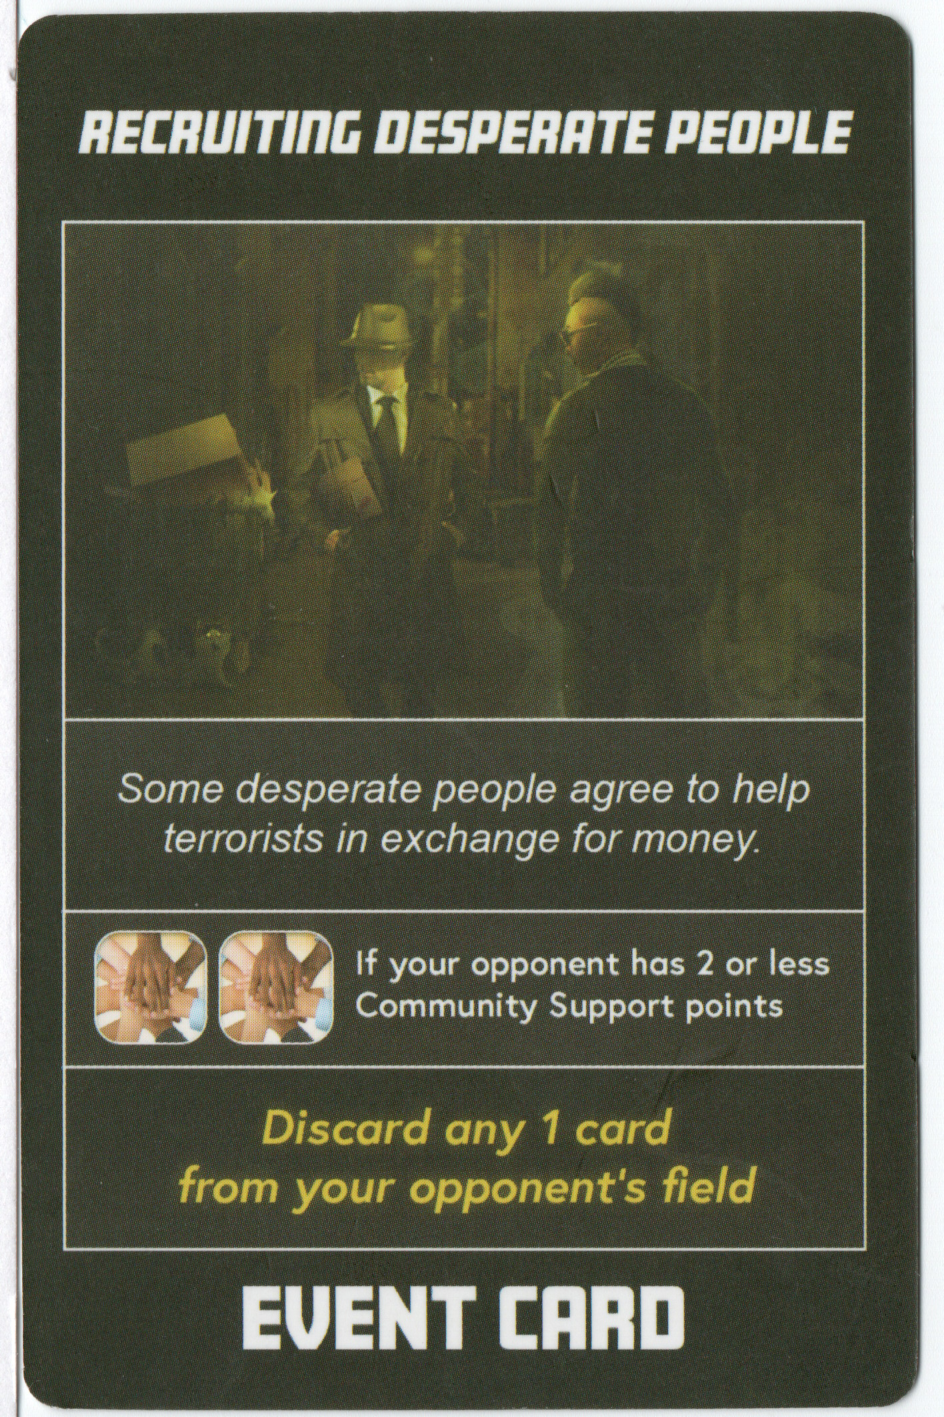 RECRUITING DESPERATE PEOPLE
Some desperate people agree to help
terrorists in exchange for money.
If your opponent has 2 or less
Community Support points
Discard any 1 card
from your opponent's field
EVENT CARD